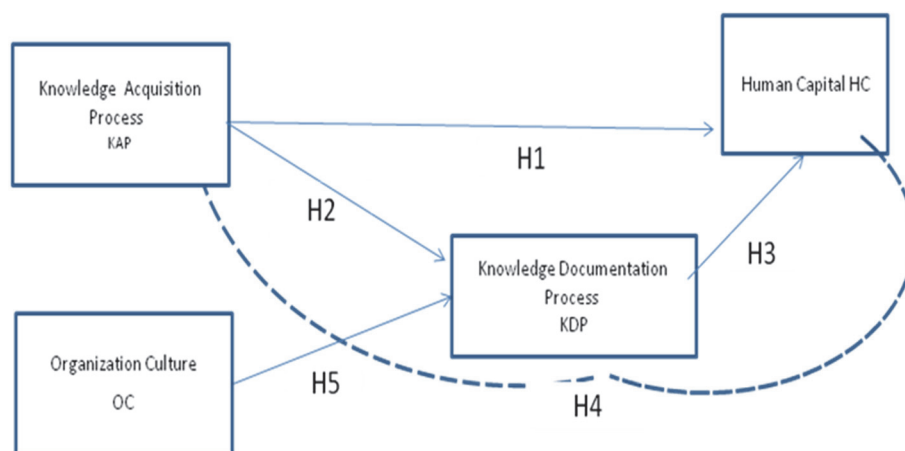 Knowledge Acquisition
Process
KAP
Human Capital HC
H1
H2
Knowledge Documentation
Process
KDP
H3
Organization Culture
OC
H5
H4